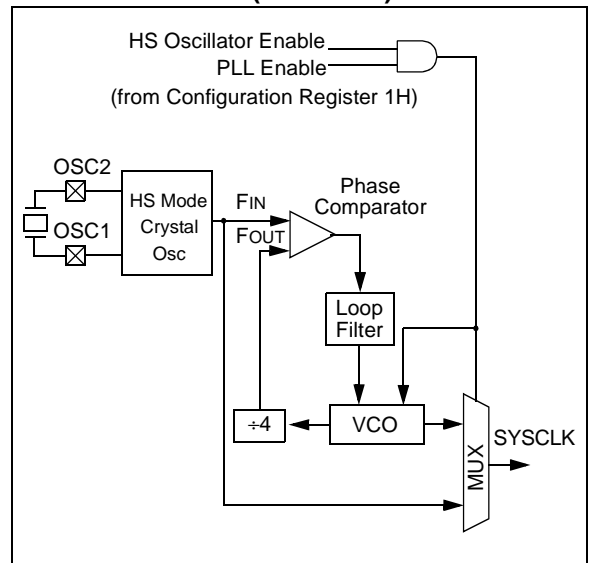 HS Oscillator Enable
PLL Enable
(from Configuration Register 1H)
OSC2
OSC1
HS Mode
Crystal
Osc
FIN
FOUT
Phase
Comparator
Loop
Filter
÷4
VCO
MUX
SYSCLK